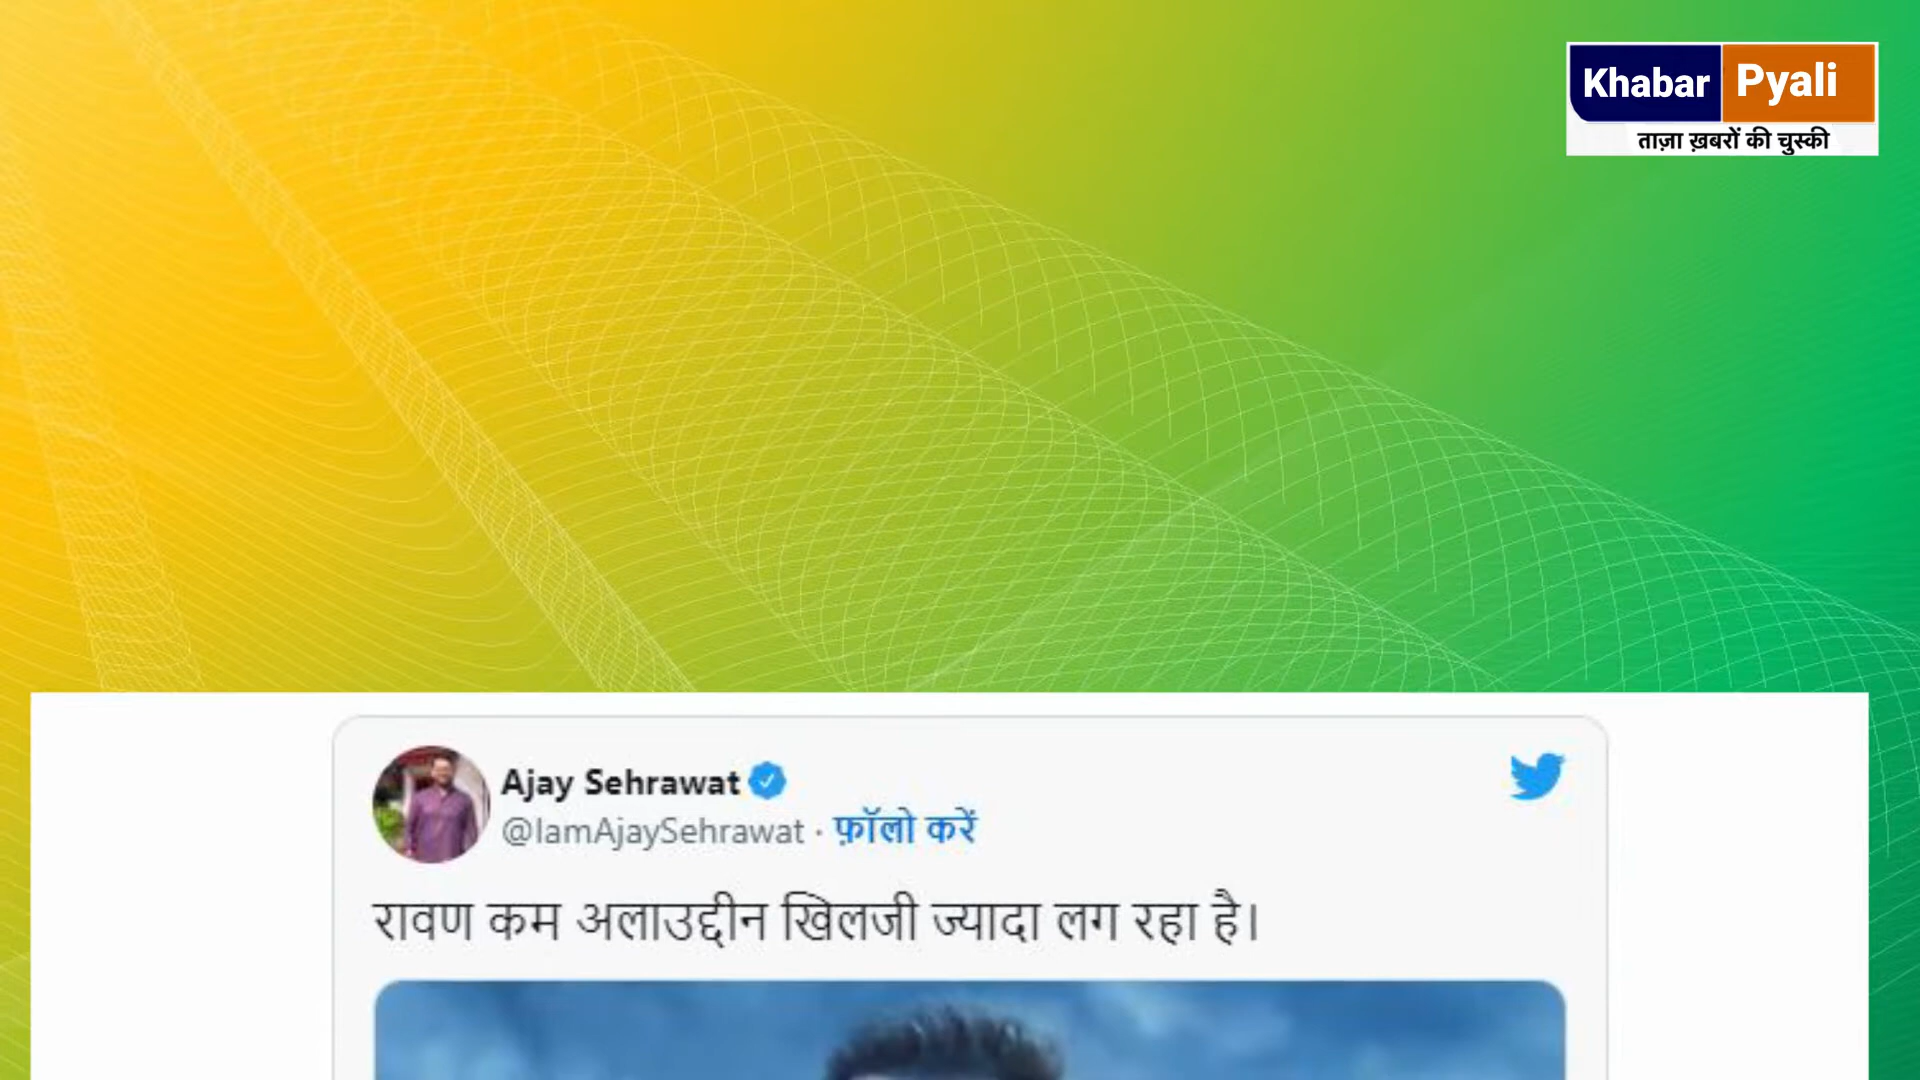 Khabar Pyali
ताज़ा ख़बरों की चुस्की
Ajay Sehrawat
@IamAjaySehrawat · फ़ॉलो करें
रावण कम अलाउद्दीन खिलजी ज्यादा लग रहा है।